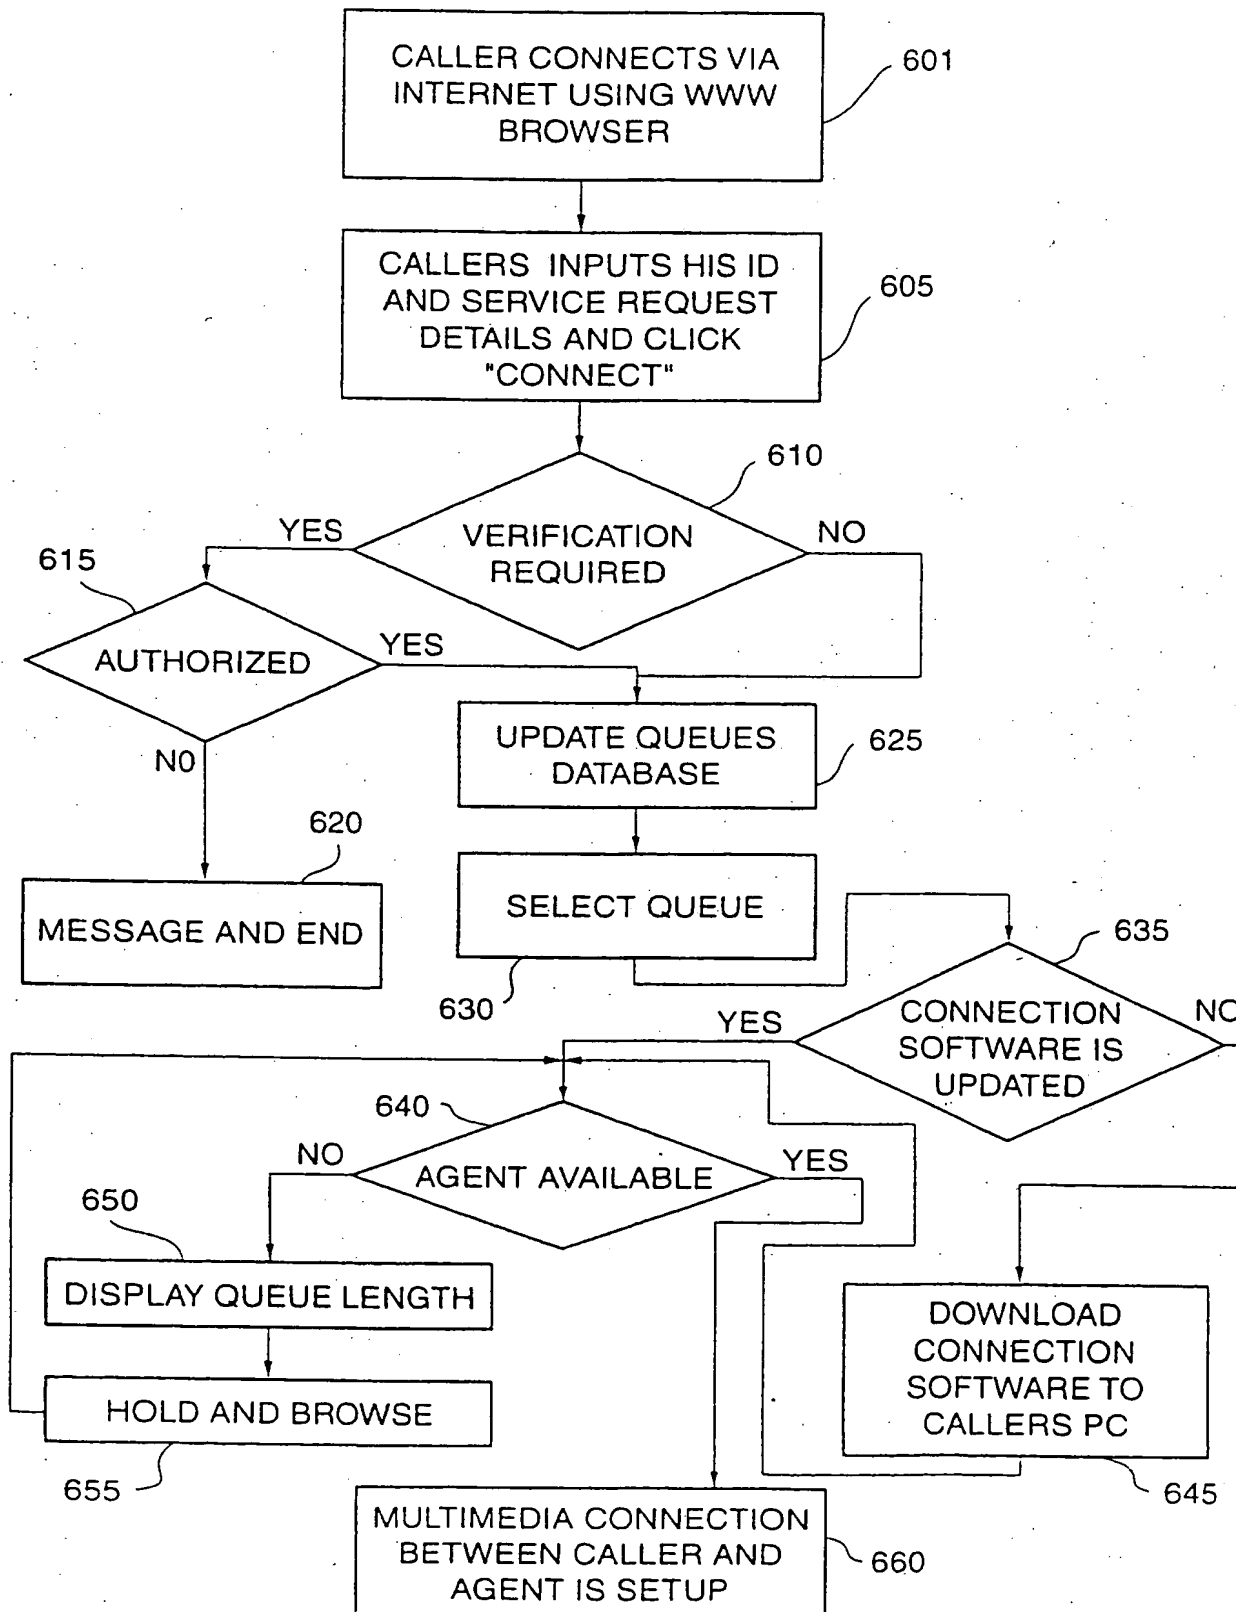 CALLER CONNECTS VIA
INTERNET USING WWW
BROWSER
601
CALLERS INPUTS HIS ID
AND SERVICE REQUEST
DETAILS AND CLICK
"CONNECT"
605
610
VERIFICATION
REQUIRED
YES
NO
615
AUTHORIZED
YES
N0
UPDATE QUEUES
DATABASE
625
620
MESSAGE AND END
SELECT QUEUE
630
635
CONNECTION
SOFTWARE IS
UPDATED
YES
NO
640
AGENT AVAILABLE
NO
YES
650
DISPLAY QUEUE LENGTH
HOLD AND BROWSE
655
DOWNLOAD
CONNECTION
SOFTWARE TO
CALLERS PC
645
MULTIMEDIA CONNECTION
BETWEEN CALLER AND
AGENT IS SETUP
660